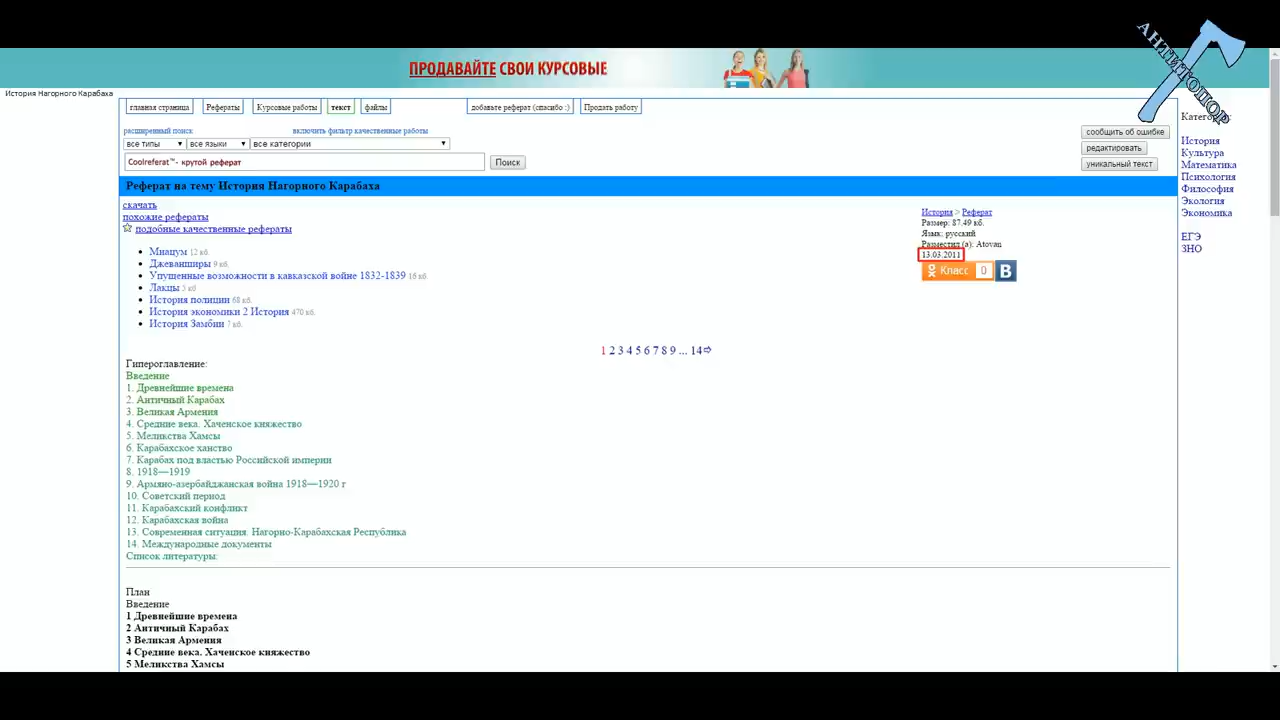 АНТИТОПОР
ПРОДАВАЙТЕ СВОИ КУРСОВЫЕ
История Нагорного Карабаха
главная страница Рефераты Курсовые работы текст файлы добавьте реферат (спасибо :) Продать работу
Категории:
расширенный поиск включить фильтр качественные работы
все типы все языки все категории
Coolreferat™- крутой реферат Поиск
сообщить об ошибке
редактировать
уникальный текст
История
Культура
Математика
Психология
Философия
Экология
Экономика
ЕГЭ
ЗНО
Реферат на тему История Нагорного Карабаха
скачать
похожие рефераты
подобные качественные рефераты
История > Реферат
Размер: 87.49 кб.
Язык: русский
Разместил (а): Atovan
13.03.2011
Класс 0 B
Миацум 12 кб.
Джеванширы 9 кб.
Упущенные возможности в кавказской войне 1832-1839 16 кб.
Лакцы 5 кб
История полиции 68 кб.
История экономики 2 История 470 кб.
История Замбии 7 кб.
1 2 3 4 5 6 7 8 9 ... 14⇨
Гипероглавление:
Введение
1. Древнейшие времена
2. Античный Карабах
3. Великая Армения
4. Средние века. Хаченское княжество
5. Меликства Хамсы
6. Карабахское ханство
7. Карабах под властью Российской империи
8. 1918—1919
9. Армяно-азербайджанская война 1918—1920 г
10. Советский период
11. Карабахский конфликт
12. Карабахская война
13. Современная ситуация. Нагорно-Карабахская Республика
14. Международные документы
Список литературы:
План
Введение
1 Древнейшие времена
2 Античный Карабах
3 Великая Армения
4 Средние века. Хаченское княжество
5 Меликства Хамсы